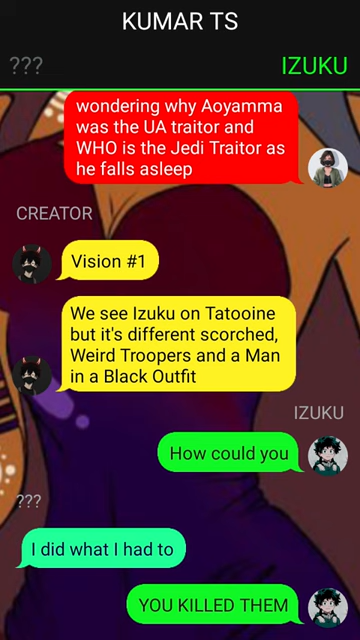 KUMAR TS
???
IZUKU
wondering why Aoyamma
was the UA traitor and
WHO is the Jedi Traitor as
he falls asleep
CREATOR
Vision #1
We see Izuku on Tatooine
but it's different scorched,
Weird Troopers and a Man
in a Black Outfit
IZUKU
How could you
???
I did what I had to
YOU KILLED THEM